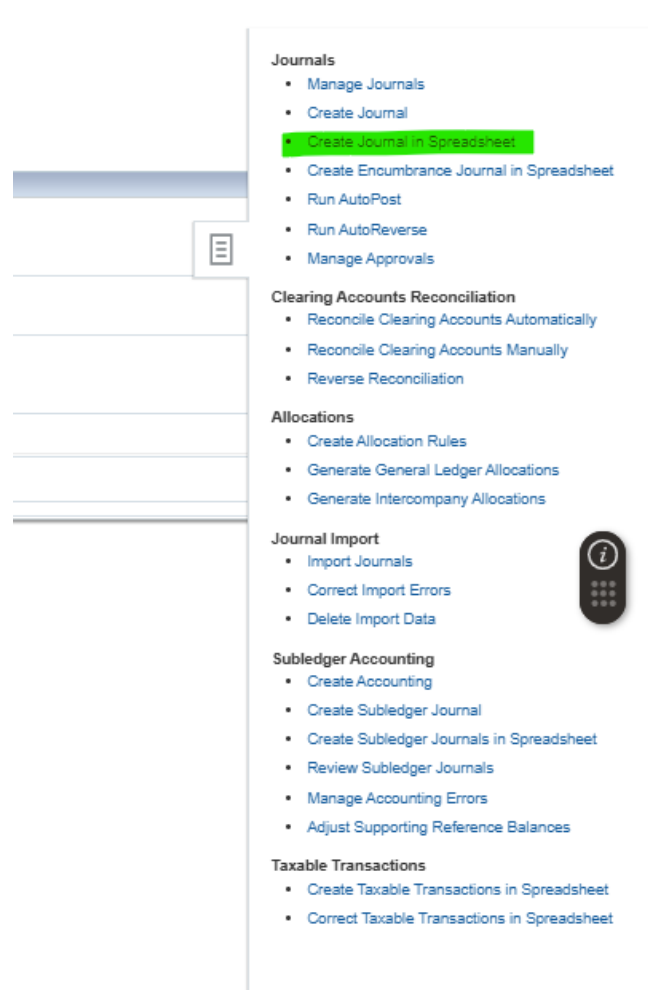 Journals
• Manage Journals
• Create Journal
• Create Journal in Spreadsheet
• Create Encumbrance Journal in Spreadsheet
• Run AutoPost
• Run AutoReverse
• Manage Approvals
Clearing Accounts Reconciliation
• Reconcile Clearing Accounts Automatically
• Reconcile Clearing Accounts Manually
• Reverse Reconciliation
Allocations
• Create Allocation Rules
• Generate General Ledger Allocations
• Generate Intercompany Allocations
Journal Import
• Import Journals
• Correct Import Errors
• Delete Import Data
Subledger Accounting
• Create Accounting
• Create Subledger Journal
• Create Subledger Journals in Spreadsheet
• Review Subledger Journals
• Manage Accounting Errors
• Adjust Supporting Reference Balances
Taxable Transactions
• Create Taxable Transactions in Spreadsheet
• Correct Taxable Transactions in Spreadsheet